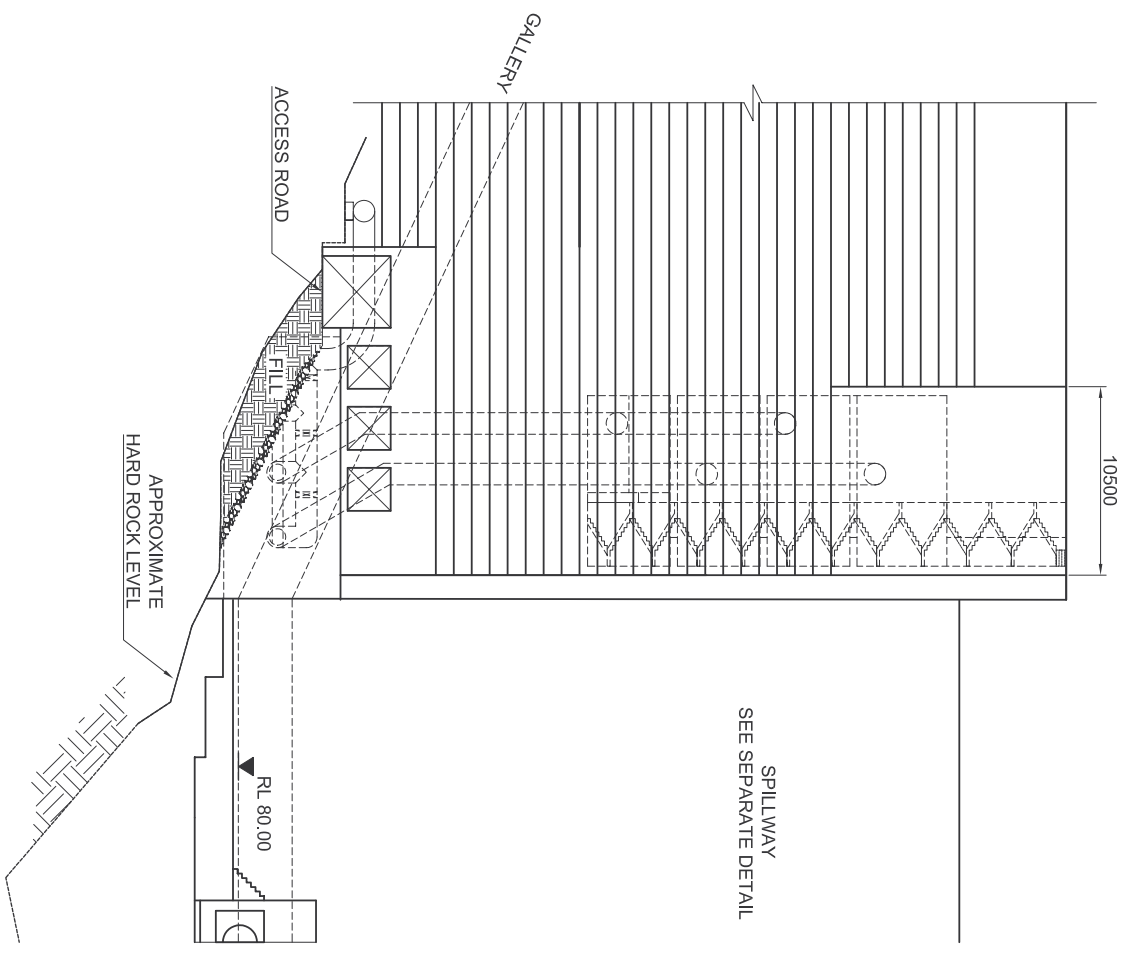 GALLERY
ACCESS ROAD
FILL
10500
APPROXIMATE
HARD ROCK LEVEL
SPILLWAY
SEE SEPARATE DETAIL
RL 80.00